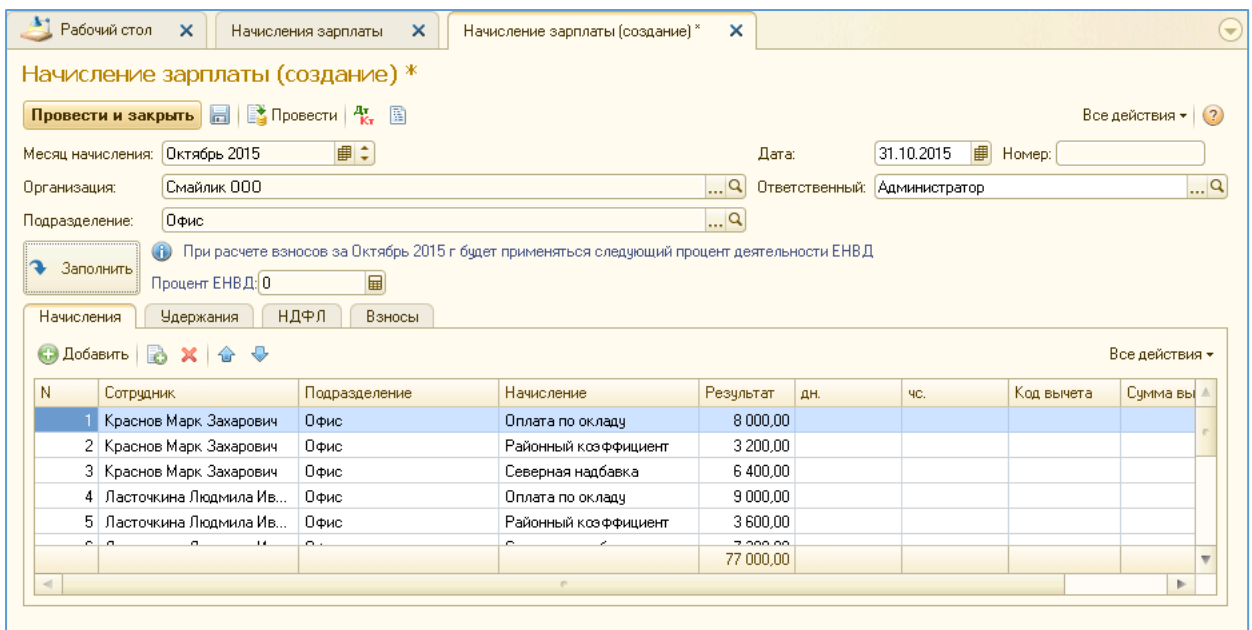 Рабочий стол Начисления зарплаты Начисление зарплаты (создание) *
Начисление зарплаты (создание) *
Провести и закрыть Провести Дт Кт Все действия ?
Месяц начисления: Октябрь 2015 Дата: 31.10.2015 Номер:
Организация: Смайлик ООО ... Ответственный: Администратор ...
Подразделение: Офис ...
Заполнить При расчете взносов за Октябрь 2015 г будет применяться следующий процент деятельности ЕНВД
Процент ЕНВД: 0
Начисления Удержания НДФЛ Взносы
Добавить Все действия
N Сотрудник Подразделение Начисление Результат дн. чс. Код вычета Сумма вы
1 Краснов Марк Захарович Офис Оплата по окладу 8 000,00
2 Краснов Марк Захарович Офис Районный коэффициент 3 200,00
3 Краснов Марк Захарович Офис Северная надбавка 6 400,00
4 Ласточкина Людмила Ив... Офис Оплата по окладу 9 000,00
5 Ласточкина Людмила Ив... Офис Районный коэффициент 3 600,00
77 000,00